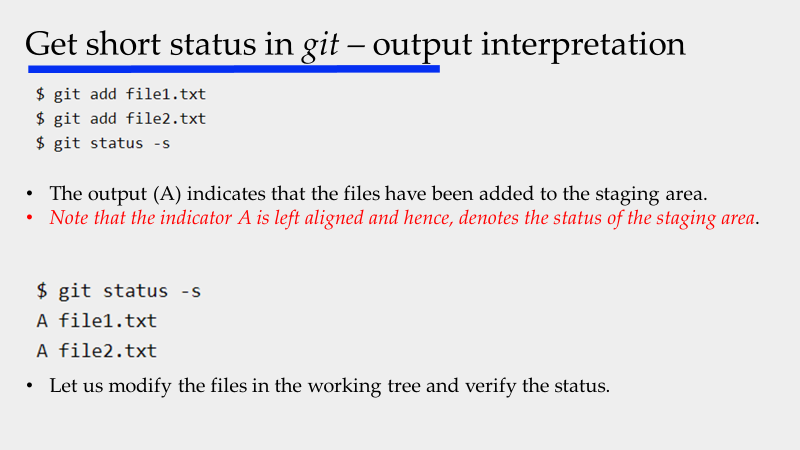 Get short status in git – output interpretation
$ git add file1.txt
$ git add file2.txt
$ git status -s
• The output (A) indicates that the files have been added to the staging area.
• Note that the indicator A is left aligned and hence, denotes the status of the staging area.
$ git status -s
A file1.txt
A file2.txt
• Let us modify the files in the working tree and verify the status.